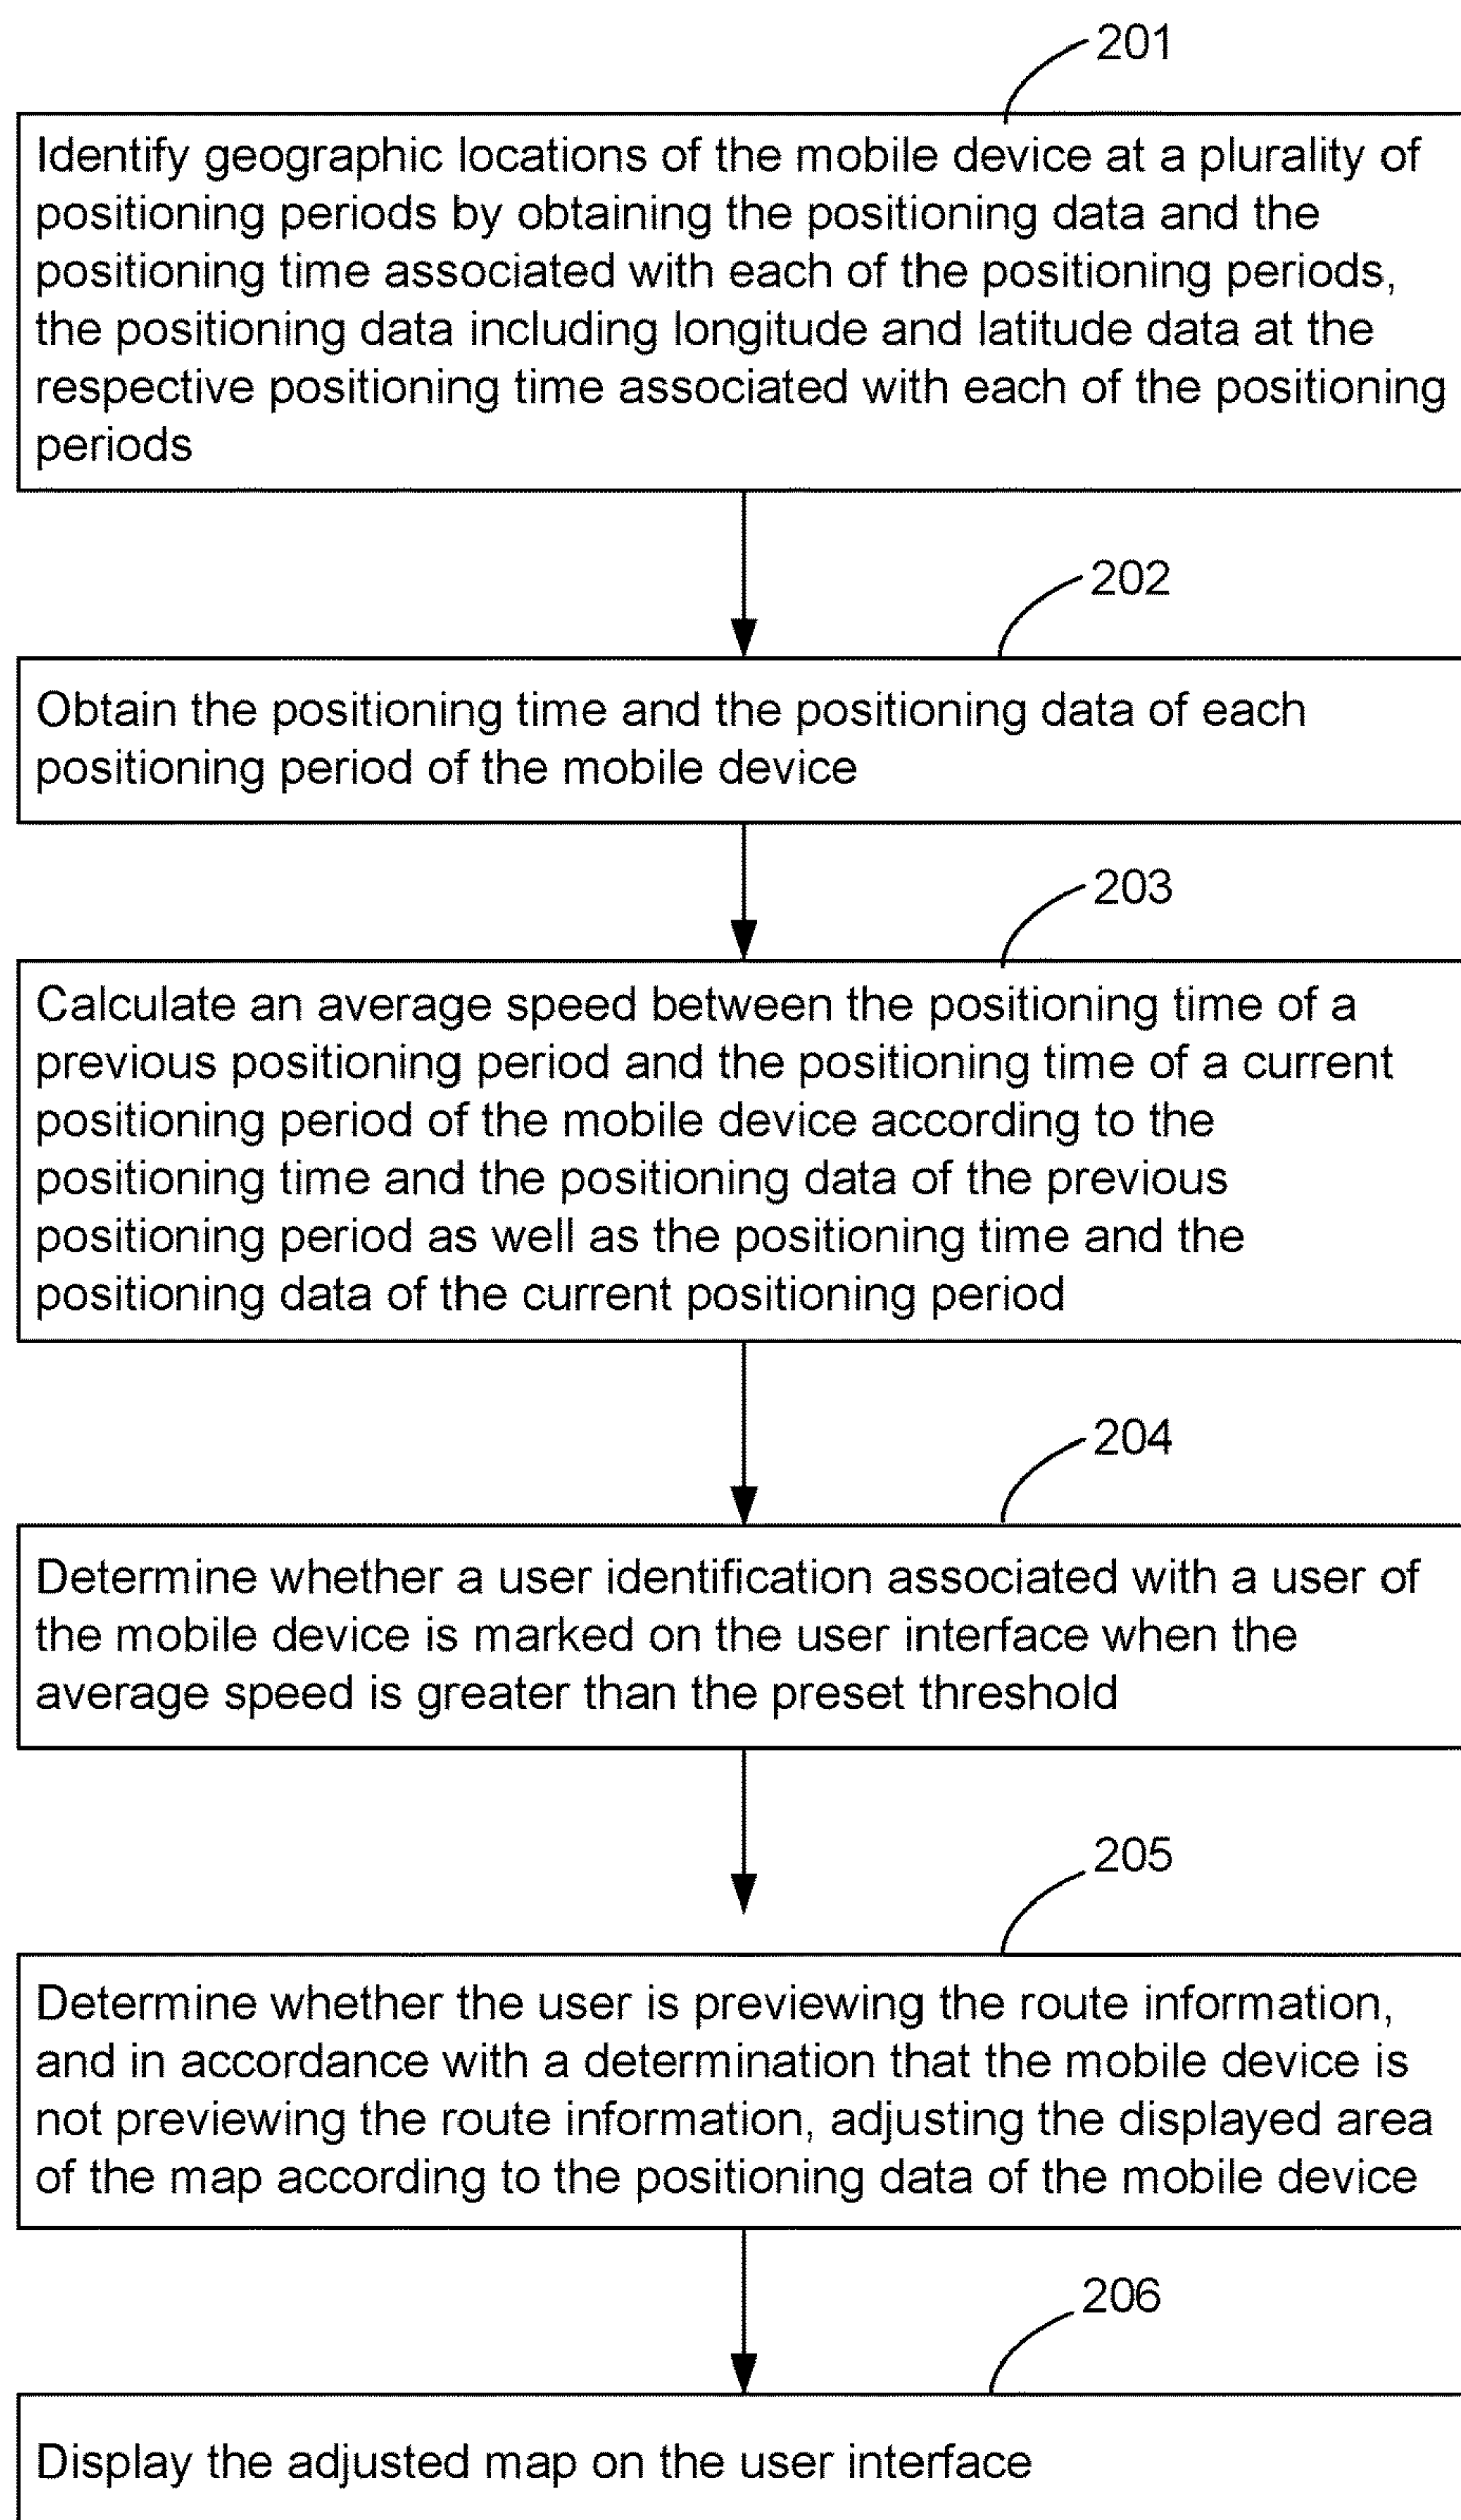 201
Identify geographic locations of the mobile device at a plurality of
positioning periods by obtaining the positioning data and the
positioning time associated with each of the positioning periods,
the positioning data including longitude and latitude data at the
respective positioning time associated with each of the positioning
periods
202
Obtain the positioning time and the positioning data of each
positioning period of the mobile device
203
Calculate an average speed between the positioning time of a
previous positioning period and the positioning time of a current
positioning period of the mobile device according to the
positioning time and the positioning data of the previous
positioning period as well as the positioning time and the
positioning data of the current positioning period
204
Determine whether a user identification associated with a user of
the mobile device is marked on the user interface when the
average speed is greater than the preset threshold
205
Determine whether the user is previewing the route information,
and in accordance with a determination that the mobile device is
not previewing the route information, adjusting the displayed area
of the map according to the positioning data of the mobile device
206
Display the adjusted map on the user interface